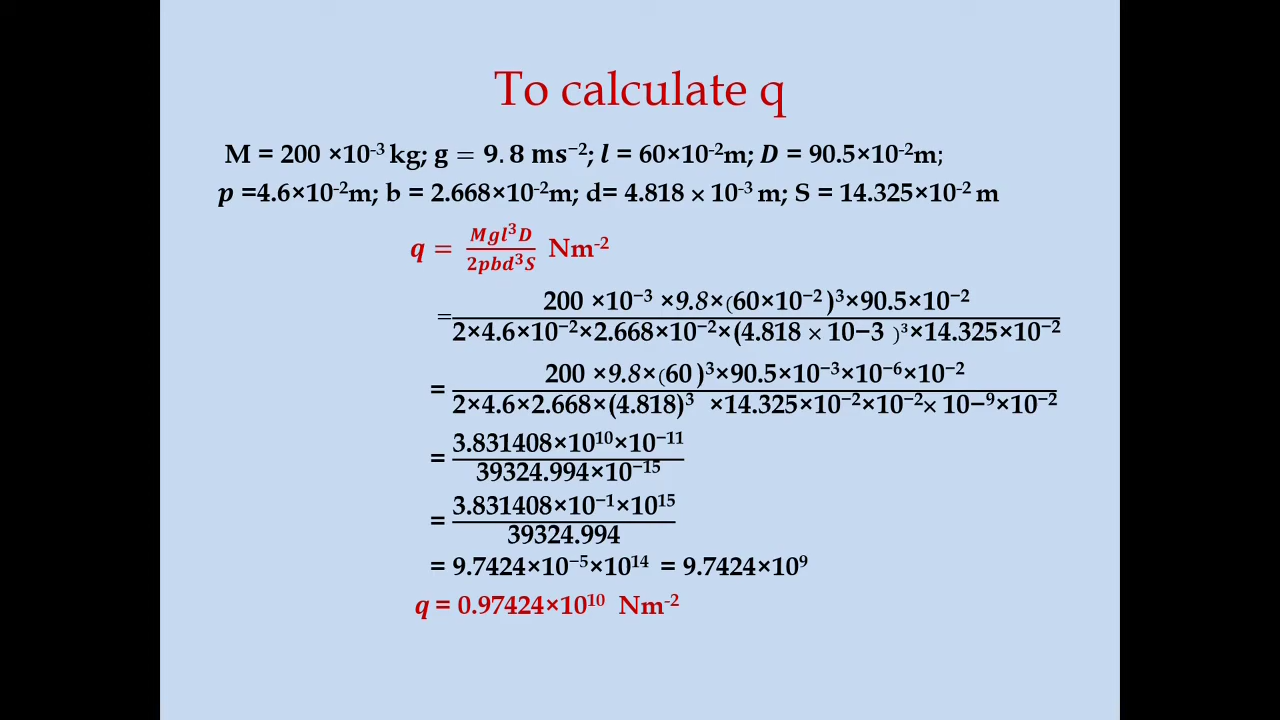 To calculate q
M = 200 ×10⁻³ kg; g = 9.8 ms⁻²; l = 60×10⁻²m; D = 90.5×10⁻²m;
p =4.6×10⁻²m; b = 2.668×10⁻²m; d= 4.818 × 10⁻³ m; S = 14.325×10⁻² m
q = Mgl³D / 2pbd³S Nm⁻²
= 200 ×10⁻³ ×9.8×(60×10⁻² )³×90.5×10⁻² / 2×4.6×10⁻²×2.668×10⁻²×(4.818 × 10−3 )³×14.325×10⁻²
= 200 ×9.8×(60 )³×90.5×10⁻³×10⁻⁶×10⁻² / 2×4.6×2.668×(4.818)³ ×14.325×10⁻²×10⁻²× 10−⁹×10⁻²
= 3.831408×10¹⁰×10⁻¹¹ / 39324.994×10⁻¹⁵
= 3.831408×10⁻¹×10¹⁵ / 39324.994
= 9.7424×10⁻⁵×10¹⁴ = 9.7424×10⁹
q = 0.97424×10¹⁰ Nm⁻²